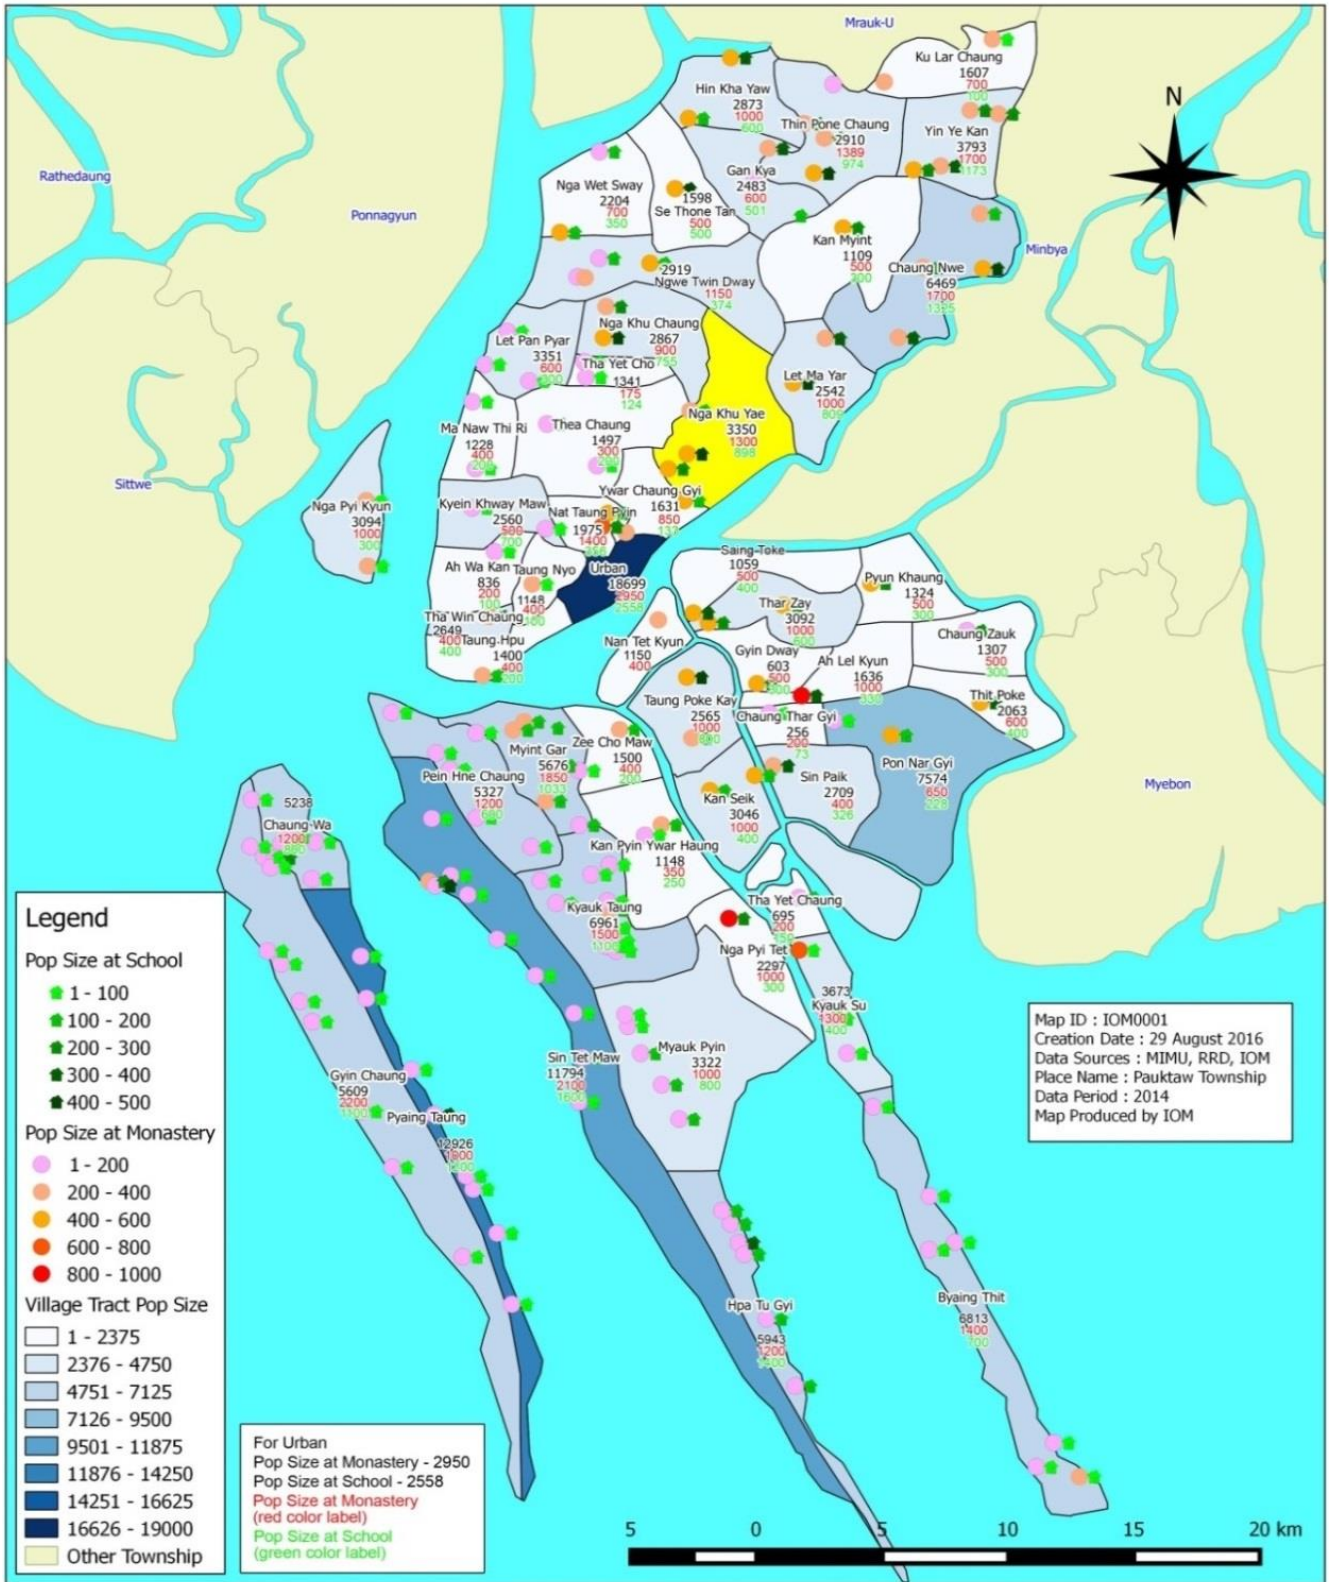 Mrauk-U
Ku Lar Chaung
1607
700
100
N
Hin Kha Yaw
2873
1000
600
Thin Pone Chaung
2910
1389
974
Yin Ye Kan
3793
1700
1173
Rathedaung
Ponnagyun
Nga Wet Sway
2204
700
350
1598
Se Thone Tan
500
500
Gan Kya
2483
600
501
Kan Myint
1109
500
300
Minbya
Chaung Nwe
6469
1700
2919
Ngwe Twin Dway
1150
374
Let Pan Pyar
3351
600
Nga Khu Chaung
2867
900
755
Tha Yet Cho
1341
175
124
Let Ma Yar
2542
1000
809
Nga Khu Yae
3350
1300
898
Ma Naw Thi Ri
1228
400
200
Thea Chaung
1497
300
200
Sittwe
Nga Pyi Kyun
3094
1000
300
Kyein Khway Maw
2560
500
700
Ywar Chaung Gyi
1631
850
Nat Taung Pyin
1975
1400
Ah Wa Kan
836
200
100
Taung Nyo
1148
400
100
Urban
18699
2950
2558
Tha Win Chaung
2649
400
400
Taung Hpu
1400
400
200
Saing Toke
1059
500
400
Pyun Khaung
1324
500
300
Thar Zay
3092
1000
600
Nan Tet Kyun
1150
400
Gyin Dway
603
500
300
Ah Lel Kyun
1636
1000
Chaung Zauk
1307
500
300
Taung Poke Kay
2565
1000
Chaung Thar Gyi
256
200
73
Thit Poke
2063
600
400
Pon Nar Gyi
7574
650
228
Myebon
Sin Paik
2709
400
326
Kan Seik
3046
1000
400
Zee Cho Maw
1500
400
200
Myint Gar
5676
1850
1033
Pein Hne Chaung
5327
1200
Kan Pyin Ywar Haung
1148
350
250
5238
Chaung Wa
1200
Kyauk Taung
6961
1500
Tha Yet Chaung
695
200
Nga Pyi Tet
2297
1000
300
3673
Kyauk Su
1300
400
Sin Tet Maw
11794
2100
1600
Myauk Pyin
3322
1000
800
Gyin Chaung
5609
2200
1100
Pyaing Taung
12926
1200
Hpa Tu Gyi
5943
1200
1400
Byaing Thit
6813
1400
700
Legend
Pop Size at School
1 - 100
100 - 200
200 - 300
300 - 400
400 - 500
Pop Size at Monastery
1 - 200
200 - 400
400 - 600
600 - 800
800 - 1000
Village Tract Pop Size
1 - 2375
2376 - 4750
4751 - 7125
7126 - 9500
9501 - 11875
11876 - 14250
14251 - 16625
16626 - 19000
Other Township
Map ID : IOM0001
Creation Date : 29 August 2016
Data Sources : MIMU, RRD, IOM
Place Name : Pauktaw Township
Data Period : 2014
Map Produced by IOM
For Urban
Pop Size at Monastery - 2950
Pop Size at School - 2558
Pop Size at Monastery
(red color label)
Pop Size at School
(green color label)
5 0 5 10 15 20 km